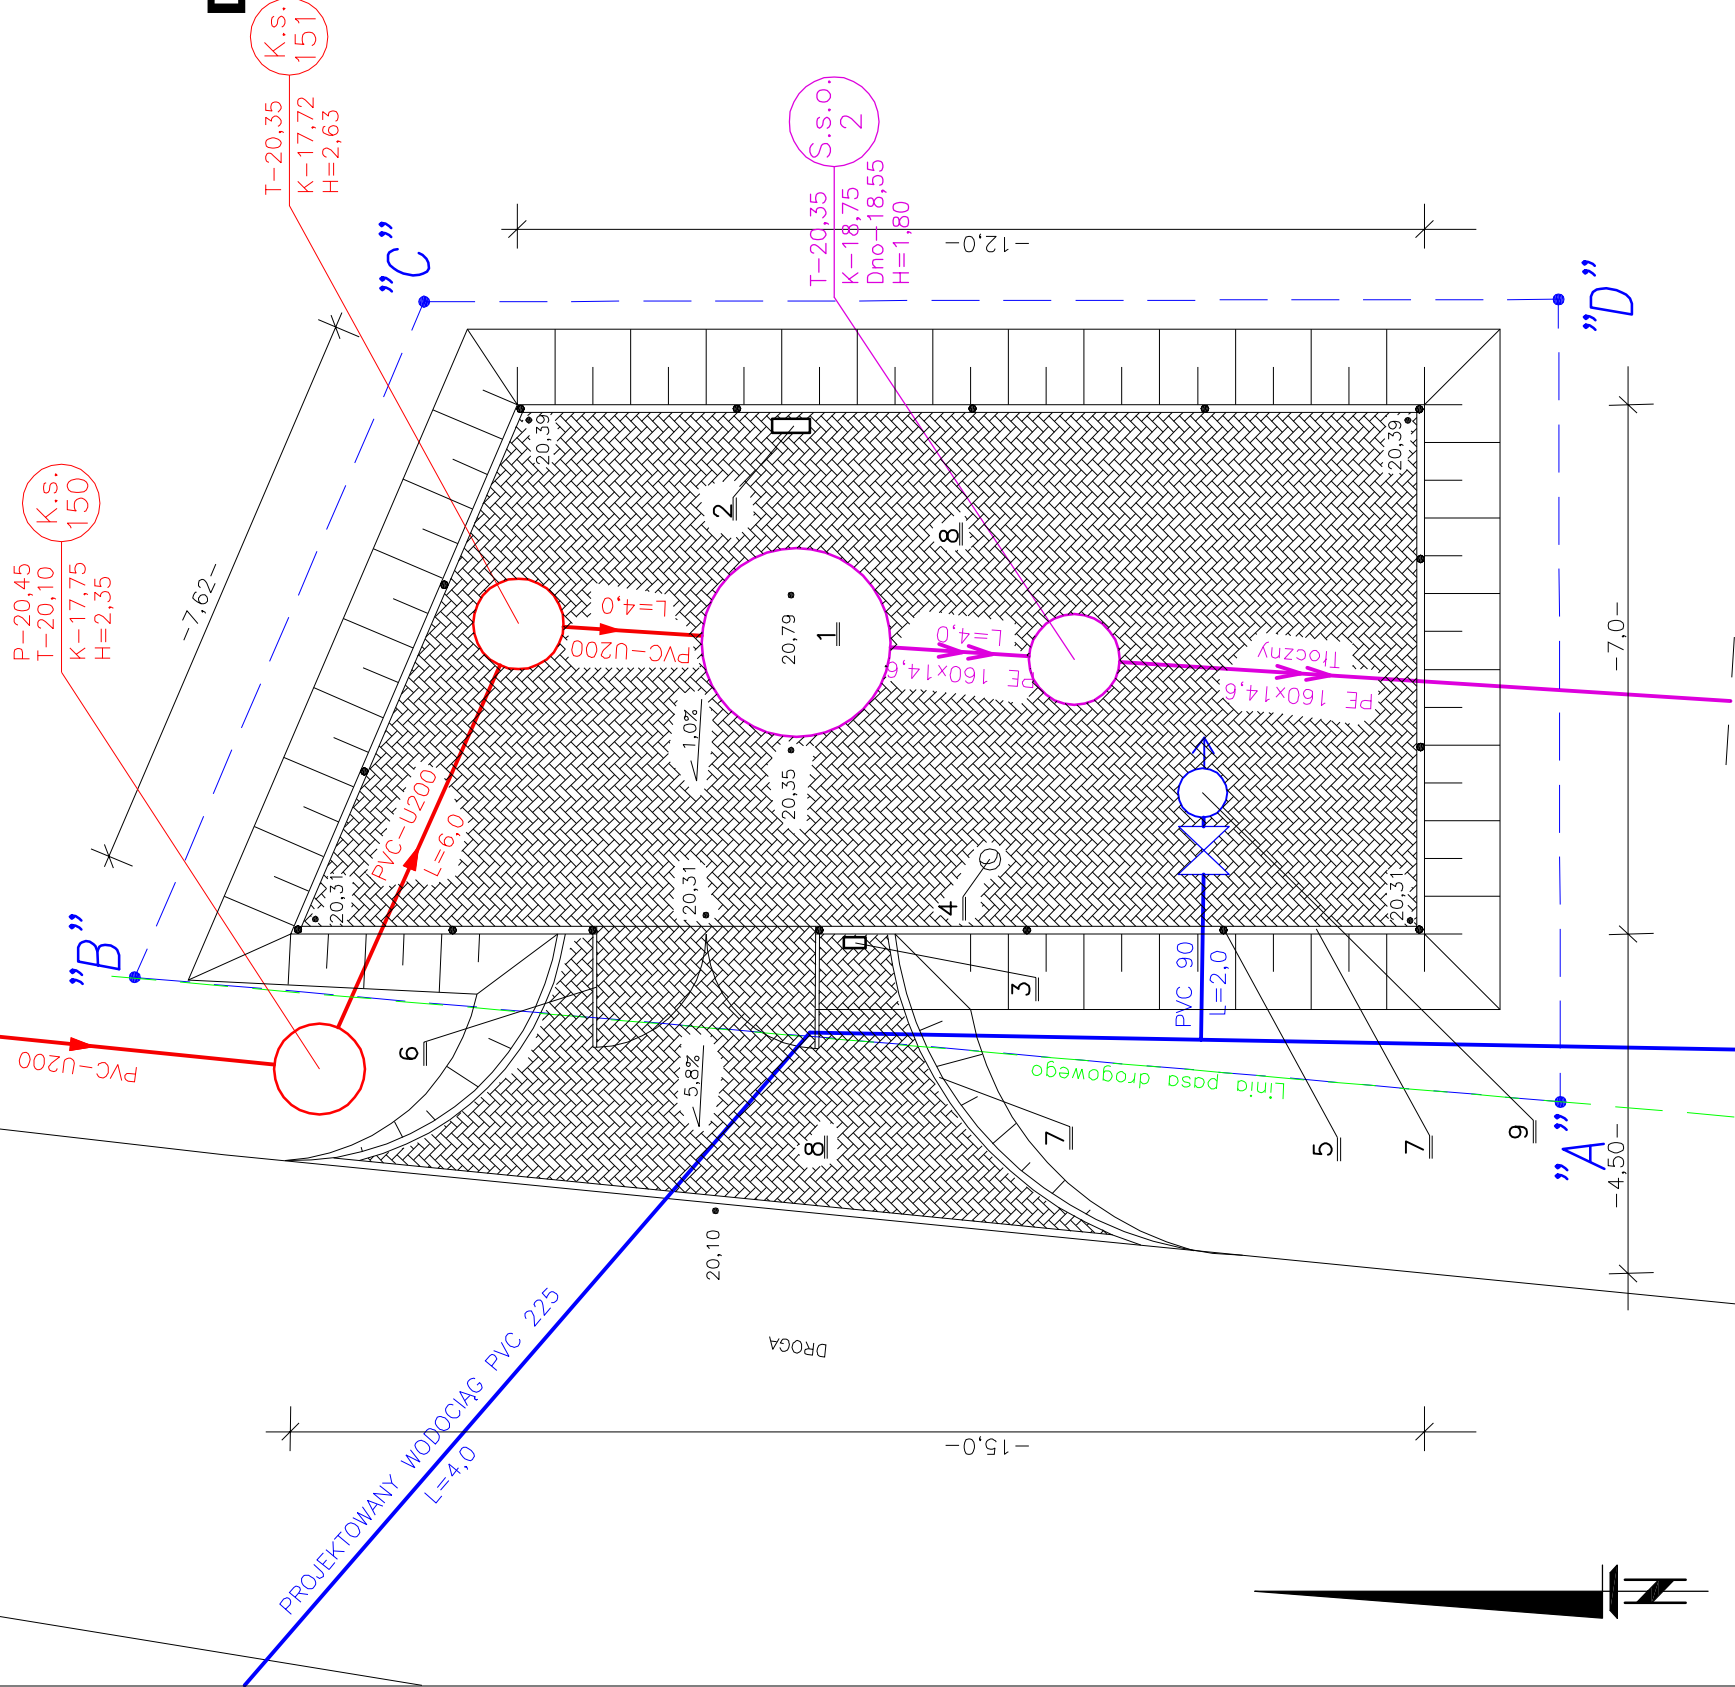 K.s.
151
T-20,35
K-17,72
H=2,63
S.s.o.
2
T-20,35
K-18,75
Dno-18,55
H=1,80
K.s.
150
P-20,45
T-20,10
K-17,75
H=2,35
"C"
"D"
"B"
"A"
-12,0-
-7,62-
-7,0-
-4,50-
-15,0-
20,39
20,39
2
8
L=4,0
PVC-U200
20,79
1
L=4,0
PE 160x14,6
Tłoczny
PE 160x14,6
1,0%
20,35
PVC-U200
L=6,0
20,31
20,31
20,31
4
3
PVC 90
L=2,0
6
5,8%
8
7
5
7
9
Linia pasa drogowego
PVC-U200
20,10
DROGA
PROJEKTOWANY WODOCIĄG PVC 225
L=4,0
N